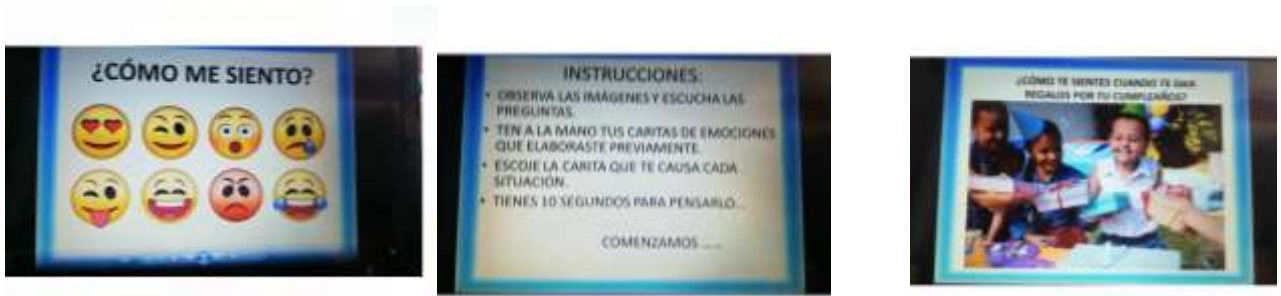 ¿CÓMO ME SIENTO?
INSTRUCCIONES:
• OBSERVA LAS IMÁGENES Y ESCUCHA LAS
PREGUNTAS.
• TEN A LA MANO TUS CARITAS DE EMOCIONES
QUE ELABORASTE PREVIAMENTE.
• ESCOJE LA CARITA QUE TE CAUSA CADA
SITUACIÓN.
• TIENES 10 SEGUNDOS PARA PENSARLO...
COMENZAMOS .....
¿CÓMO TE SIENTES CUANDO TE DAN
REGALOS POR TU CUMPLEAÑOS?